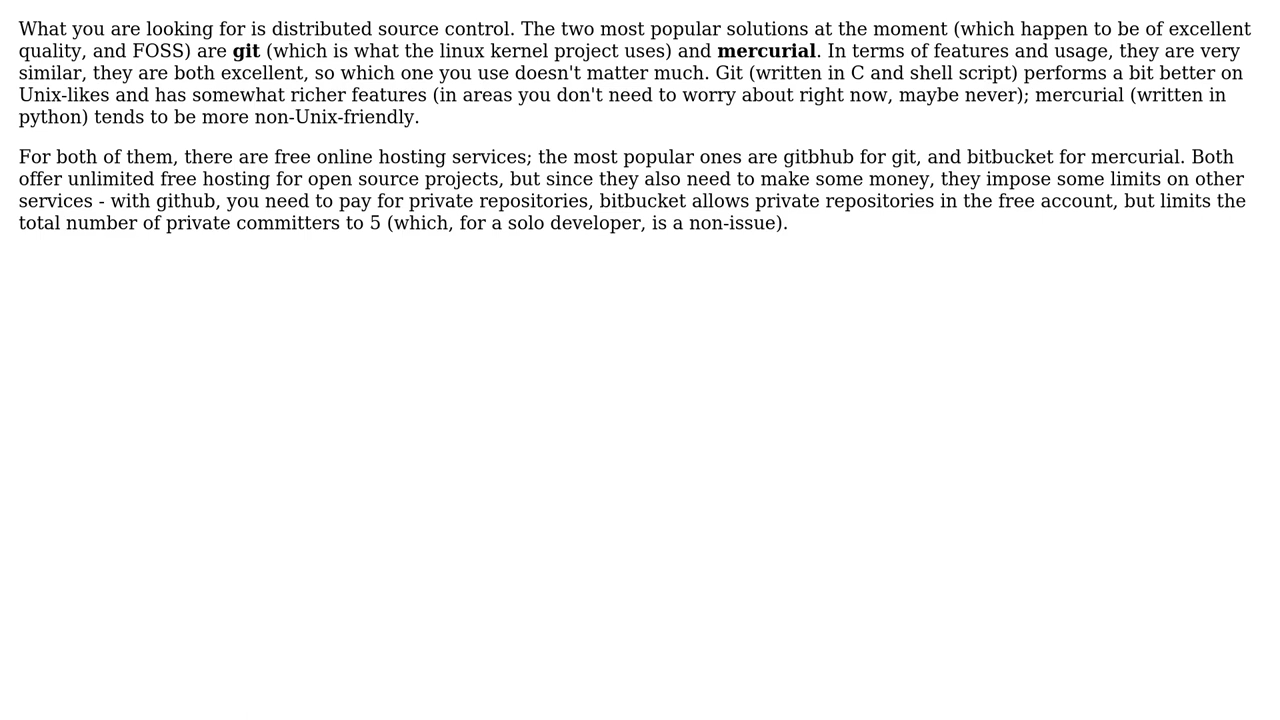 What you are looking for is distributed source control. The two most popular solutions at the moment (which happen to be of excellent
quality, and FOSS) are git (which is what the linux kernel project uses) and mercurial. In terms of features and usage, they are very
similar, they are both excellent, so which one you use doesn't matter much. Git (written in C and shell script) performs a bit better on
Unix-likes and has somewhat richer features (in areas you don't need to worry about right now, maybe never); mercurial (written in
python) tends to be more non-Unix-friendly.
For both of them, there are free online hosting services; the most popular ones are gitbhub for git, and bitbucket for mercurial. Both
offer unlimited free hosting for open source projects, but since they also need to make some money, they impose some limits on other
services - with github, you need to pay for private repositories, bitbucket allows private repositories in the free account, but limits the
total number of private committers to 5 (which, for a solo developer, is a non-issue).